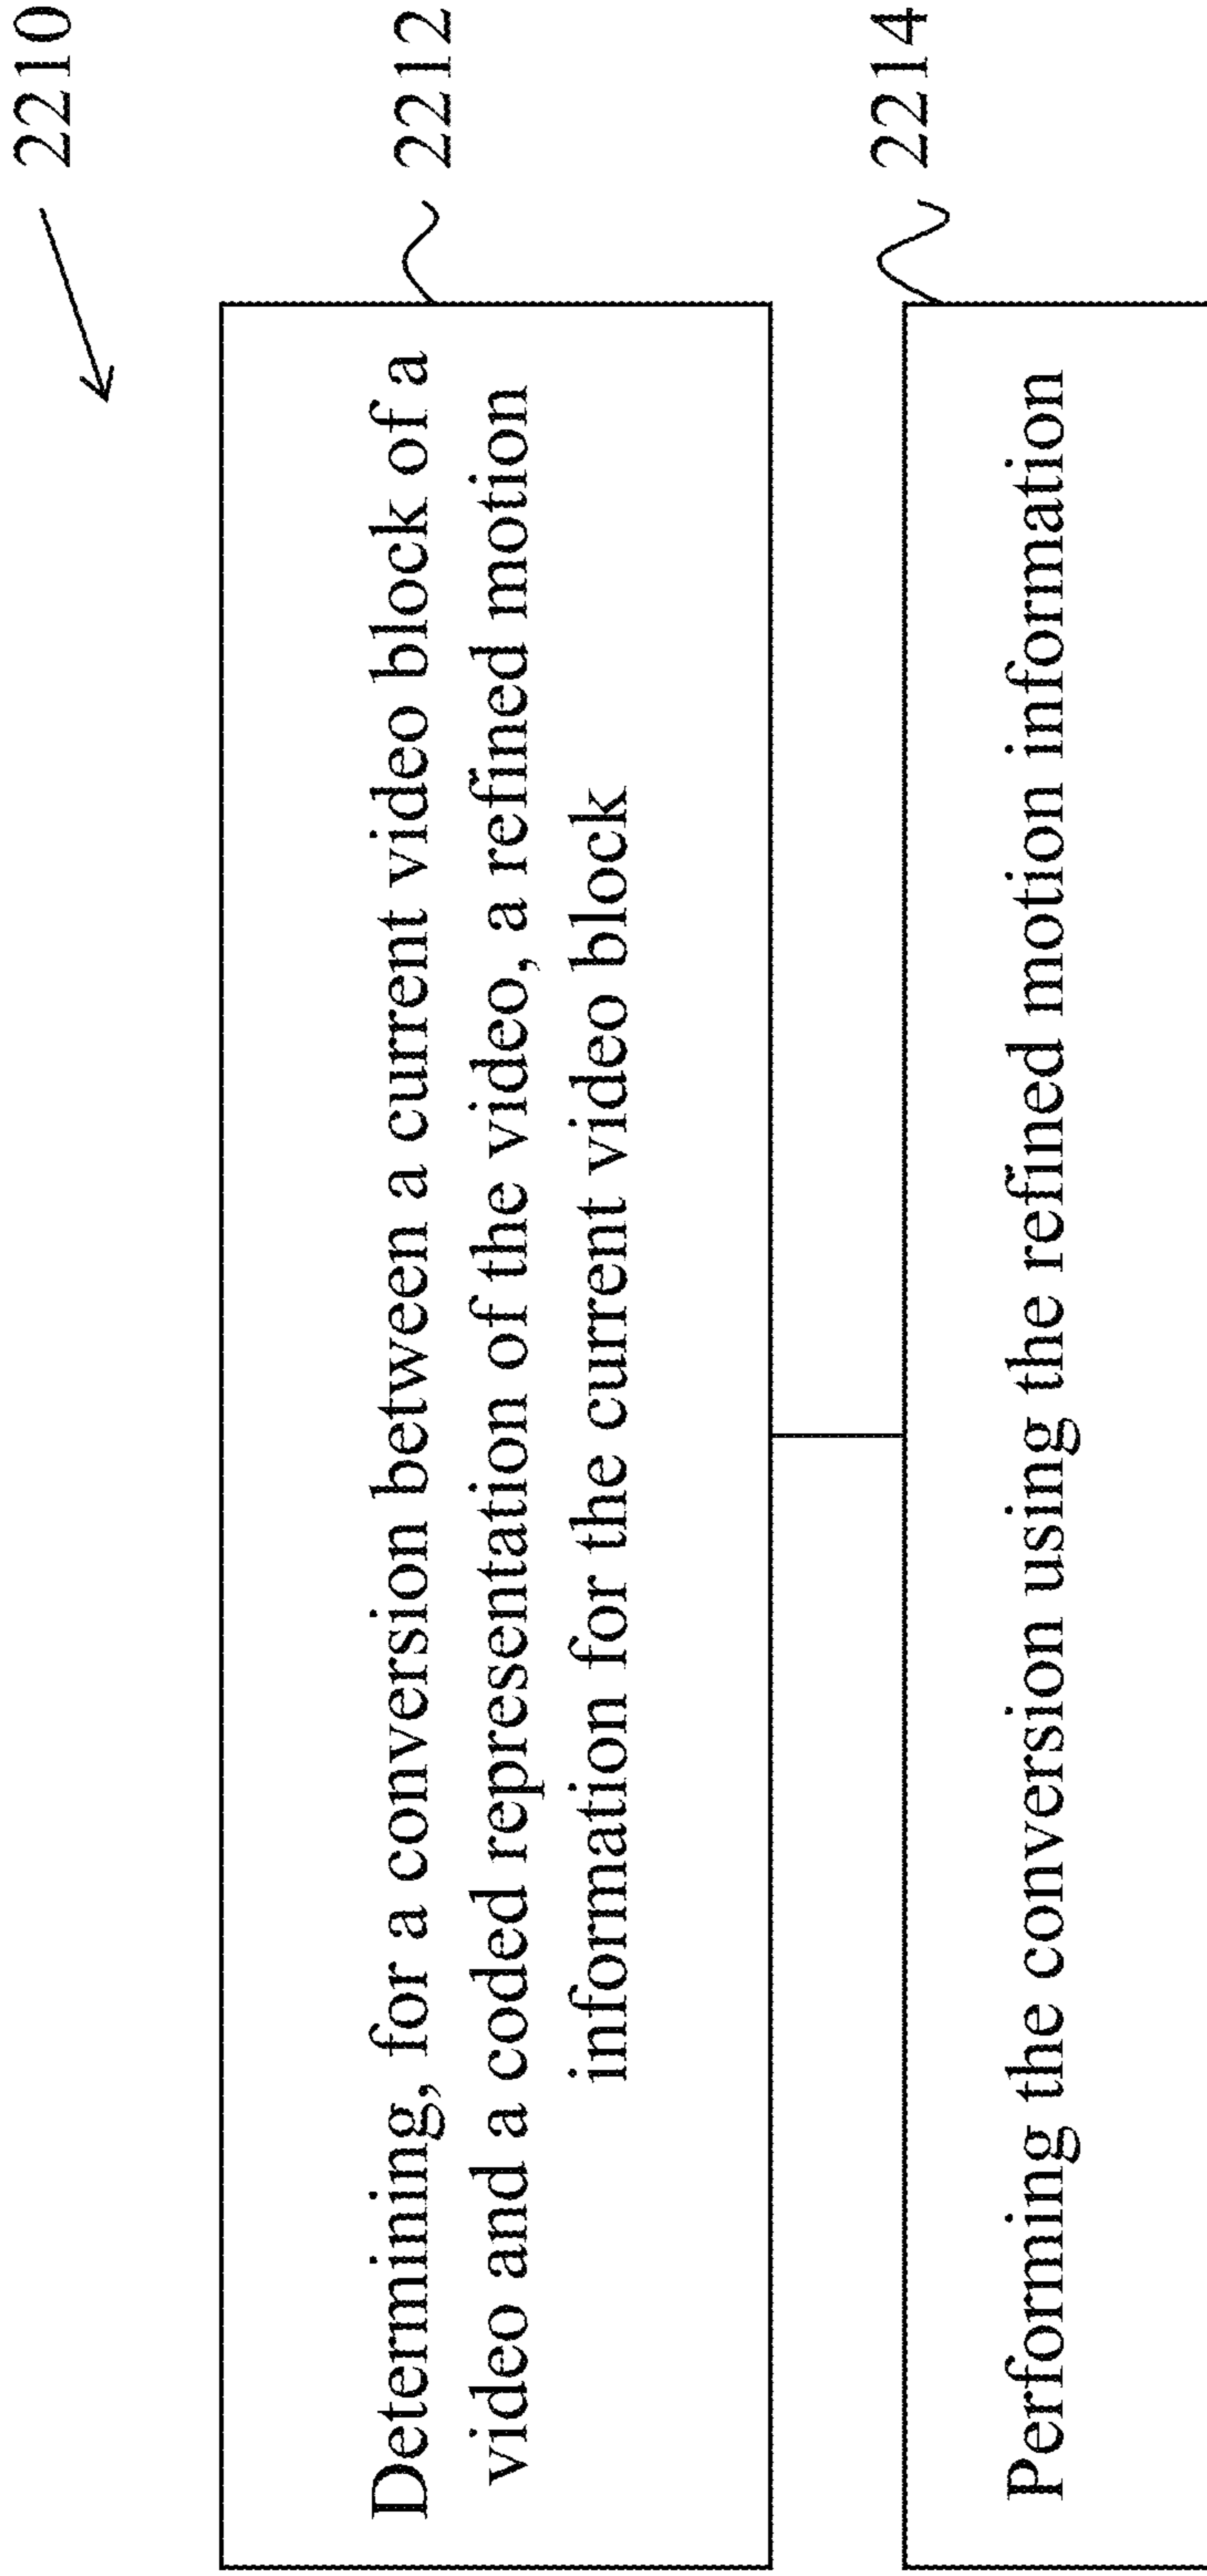 2210
Determining, for a conversion between a current video block of a
video and a coded representation of the video, a refined motion
information for the current video block
2212
Performing the conversion using the refined motion information
2214